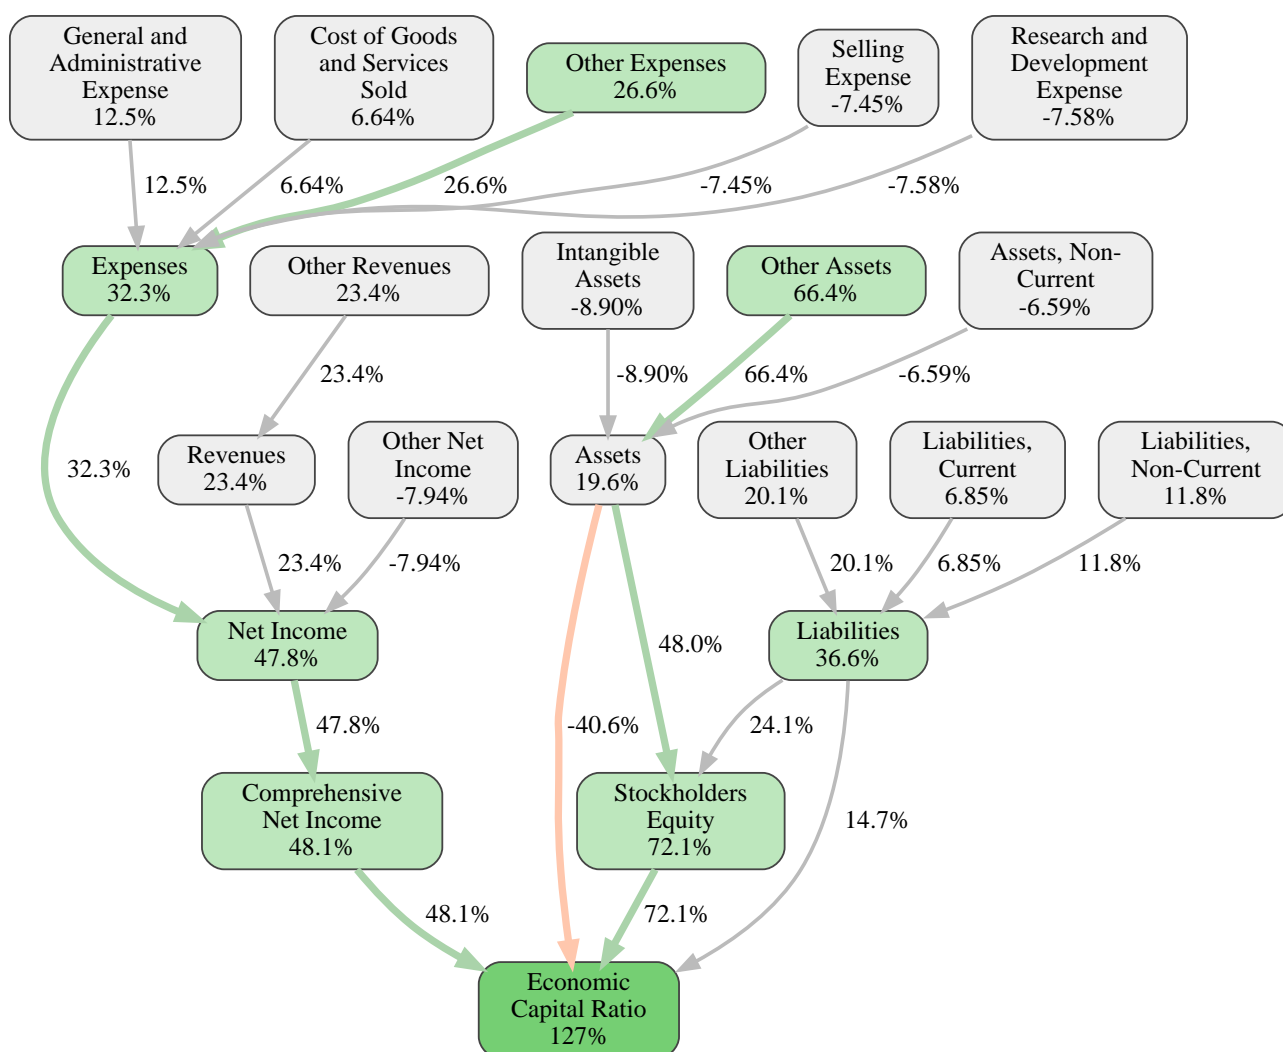 General and
Administrative
Expense
12.5%
Cost of Goods
and Services
Sold
6.64%
Other Expenses
26.6%
Selling
Expense
-7.45%
Research and
Development
Expense
-7.58%
12.5%
6.64%
26.6%
-7.45%
-7.58%
Expenses
32.3%
Other Revenues
23.4%
Intangible
Assets
-8.90%
Other Assets
66.4%
Assets, Non-
Current
-6.59%
23.4%
-8.90%
66.4%
-6.59%
32.3%
Revenues
23.4%
Other Net
Income
-7.94%
Assets
19.6%
Other
Liabilities
20.1%
Liabilities,
Current
6.85%
Liabilities,
Non-Current
11.8%
23.4%
-7.94%
20.1%
6.85%
11.8%
Net Income
47.8%
48.0%
Liabilities
36.6%
47.8%
-40.6%
24.1%
Comprehensive
Net Income
48.1%
Stockholders
Equity
72.1%
14.7%
48.1%
72.1%
Economic
Capital Ratio
127%